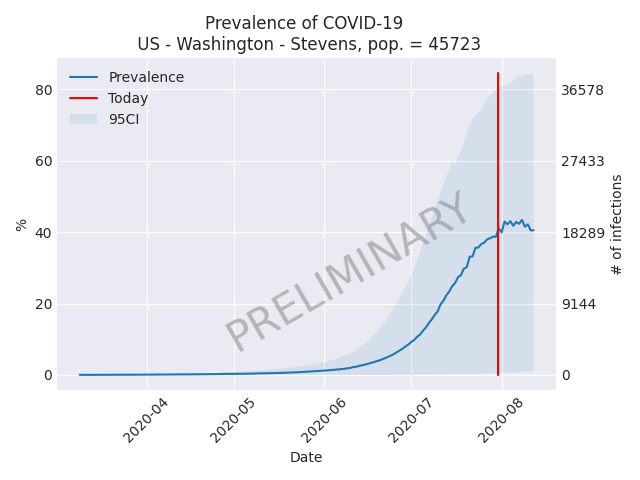 Prevalence of COVID-19
US - Washington - Stevens, pop. = 45723
Prevalence
Today
95CI
80
60
40
20
0
%
36578
27433
18289
9144
0
# of infections
PRELIMINARY
2020-04
2020-05
2020-06
2020-07
2020-08
Date